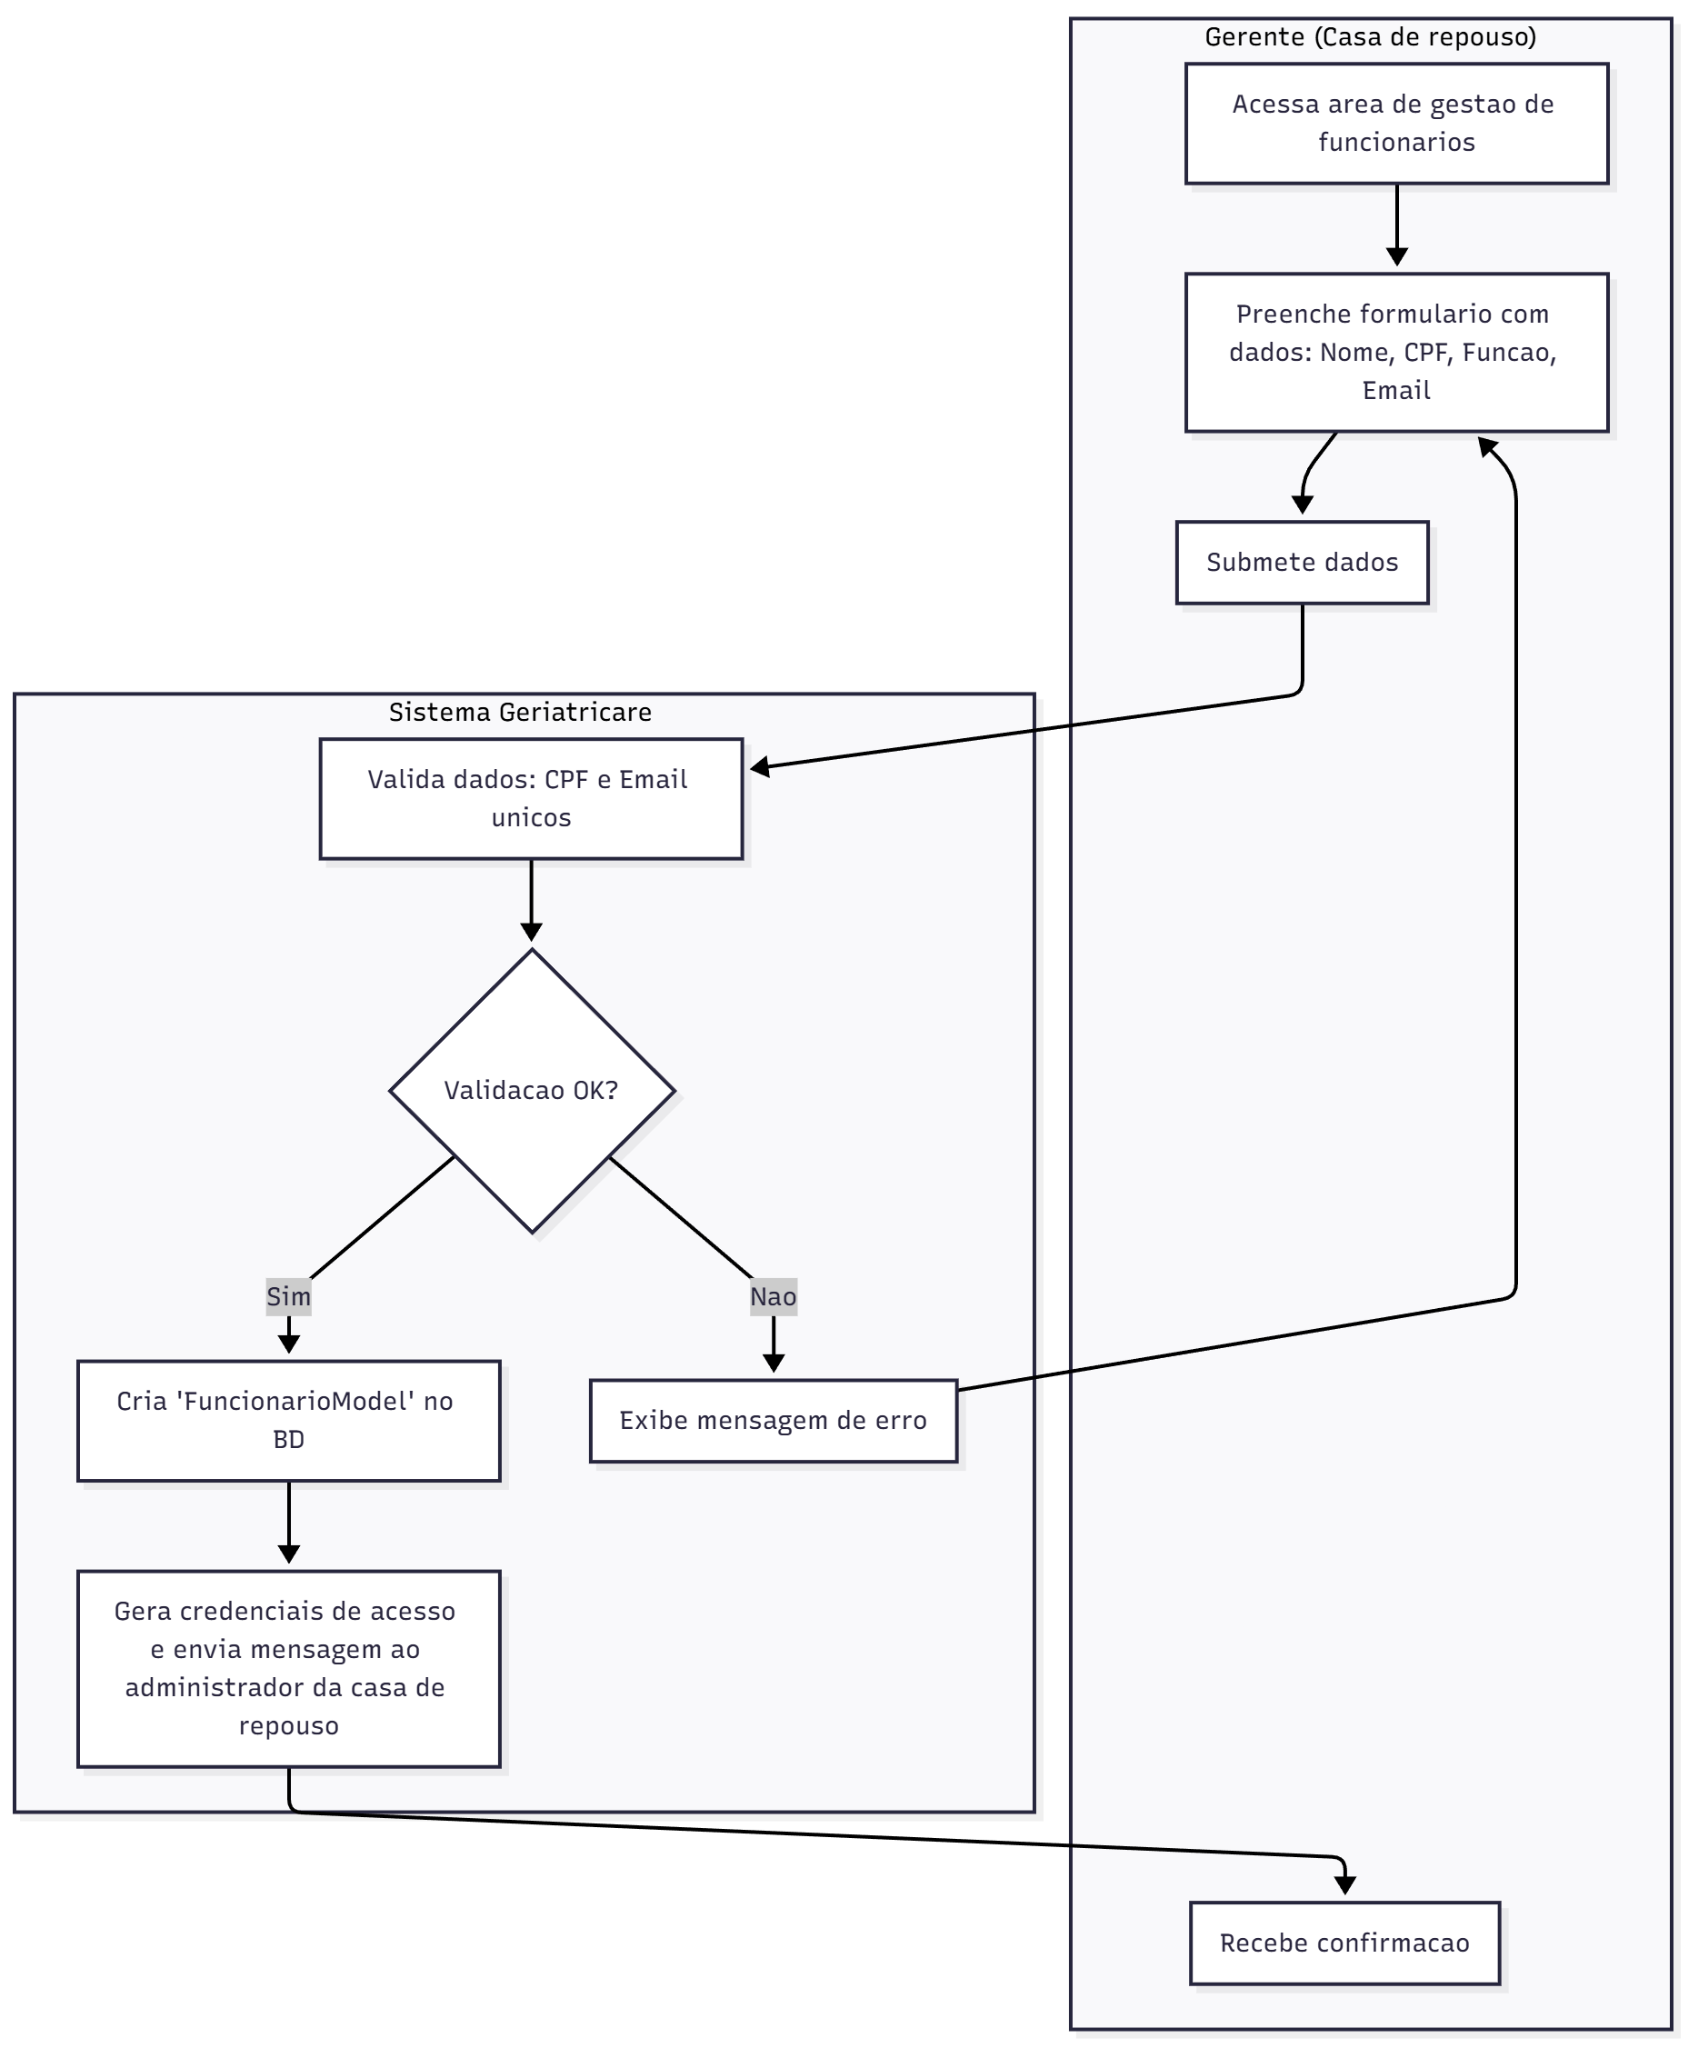 Gerente (Casa de repouso)
Acessa area de gestao de
funcionarios
Preenche formulario com
dados: Nome, CPF, Funcao,
Email
Submete dados
Sistema Geriatricare
Valida dados: CPF e Email
unicos
Validacao OK?
Sim
Nao
Cria 'FuncionarioModel' no
BD
Exibe mensagem de erro
Gera credenciais de acesso
e envia mensagem ao
administrador da casa de
repouso
Recebe confirmacao